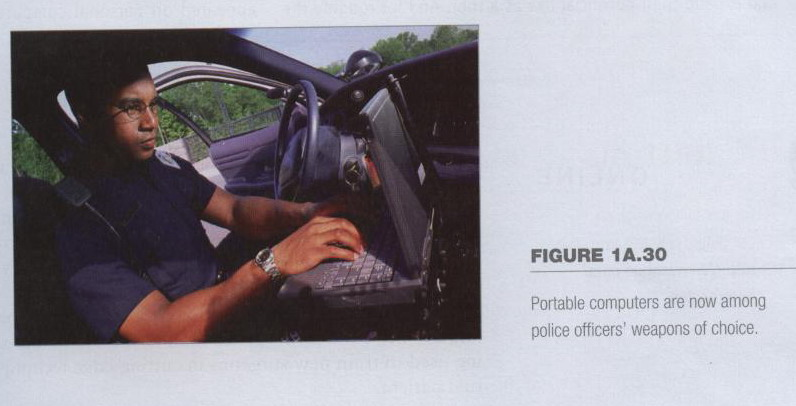 FIGURE 1A.30
Portable computers are now among
police officers' weapons of choice.